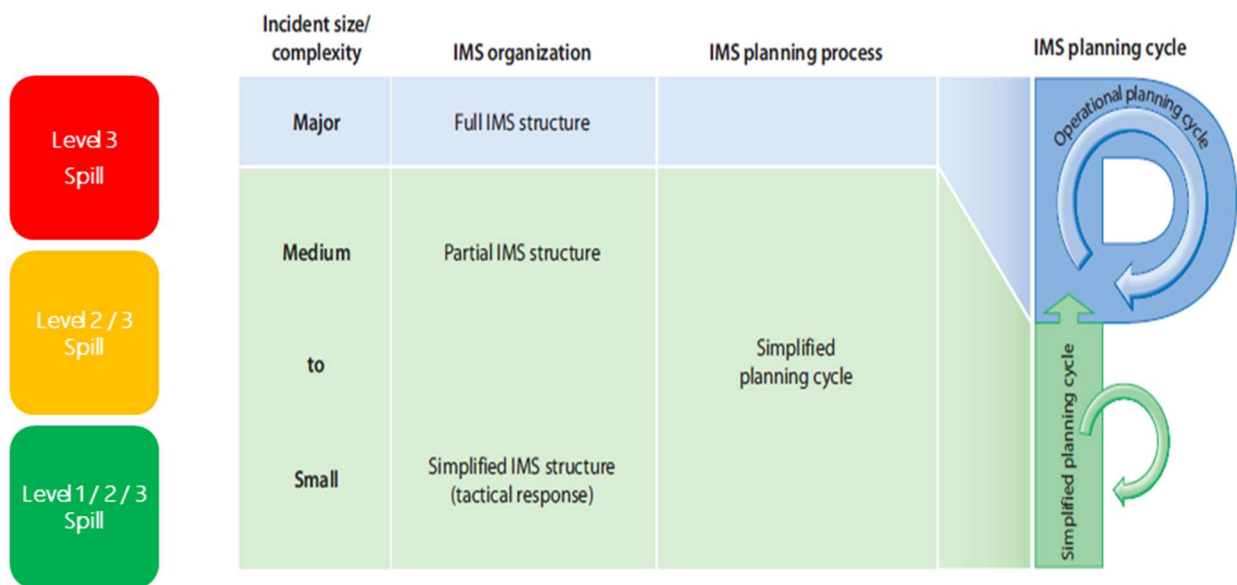 Incident size/
complexity
IMS organization
IMS planning process
IMS planning cycle
Level 3
Spill
Major
Full IMS structure
Operational planning cycle
Level 2 / 3
Spill
Medium
Partial IMS structure
to
Simplified
planning cycle
Level 1 / 2 / 3
Spill
Small
Simplified IMS structure
(tactical response)
Simplified planning cycle